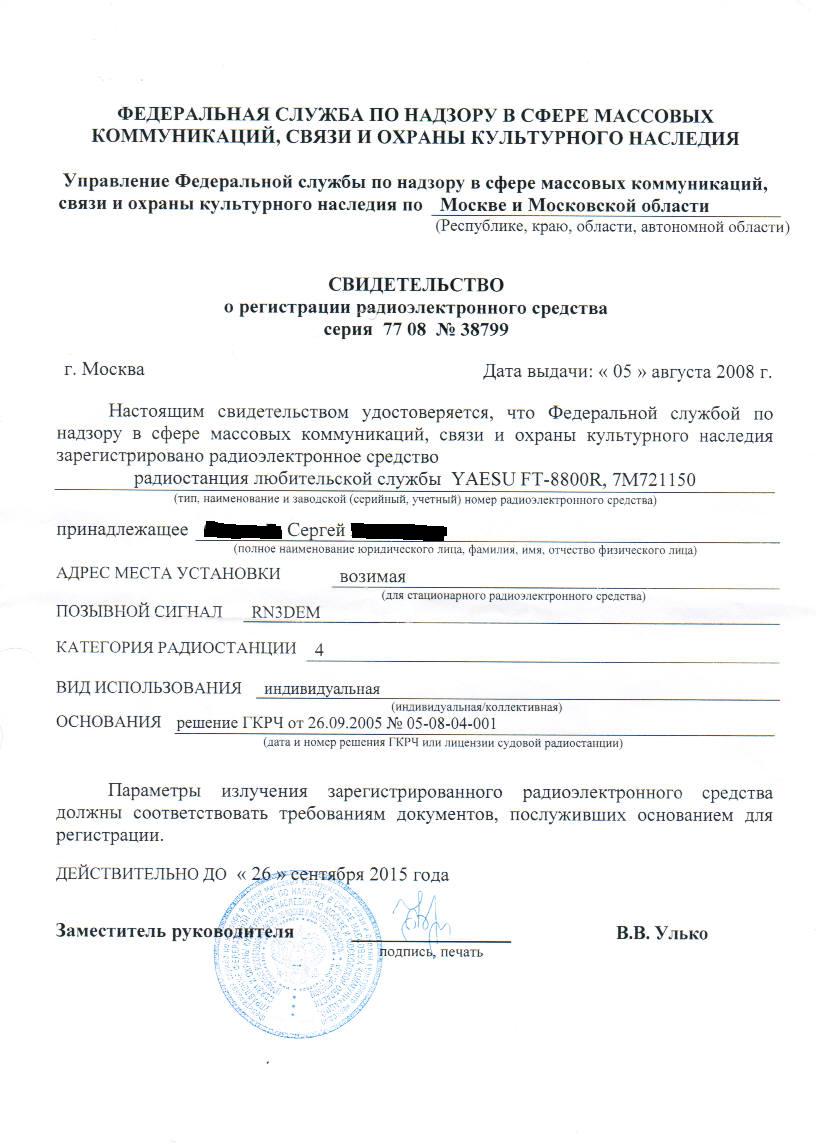 ФЕДЕРАЛЬНАЯ СЛУЖБА ПО НАДЗОРУ В СФЕРЕ МАССОВЫХ
КОММУНИКАЦИЙ, СВЯЗИ И ОХРАНЫ КУЛЬТУРНОГО НАСЛЕДИЯ
Управление Федеральной службы по надзору в сфере массовых коммуникаций,
связи и охраны культурного наследия по Москве и Московской области
(Республике, краю, области, автономной области)
СВИДЕТЕЛЬСТВО
о регистрации радиоэлектронного средства
серия 77 08 № 38799
г. Москва Дата выдачи: « 05 » августа 2008 г.
Настоящим свидетельством удостоверяется, что Федеральной службой по
надзору в сфере массовых коммуникаций, связи и охраны культурного наследия
зарегистрировано радиоэлектронное средство
радиостанция любительской службы YAESU FT-8800R, 7M721150
(тип, наименование и заводской (серийный, учетный) номер радиоэлектронного средства)
принадлежащее Сергей
(полное наименование юридического лица, фамилия, имя, отчество физического лица)
АДРЕС МЕСТА УСТАНОВКИ возимая
(для стационарного радиоэлектронного средства)
ПОЗЫВНОЙ СИГНАЛ RN3DEM
КАТЕГОРИЯ РАДИОСТАНЦИИ 4
ВИД ИСПОЛЬЗОВАНИЯ индивидуальная
(индивидуальная/коллективная)
ОСНОВАНИЯ решение ГКРЧ от 26.09.2005 № 05-08-04-001
(дата и номер решения ГКРЧ или лицензии судовой радиостанции)
Параметры излучения зарегистрированного радиоэлектронного средства
должны соответствовать требованиям документов, послуживших основанием для
регистрации.
ДЕЙСТВИТЕЛЬНО ДО « 26 » сентября 2015 года
Заместитель руководителя В.В. Улько
подпись, печать